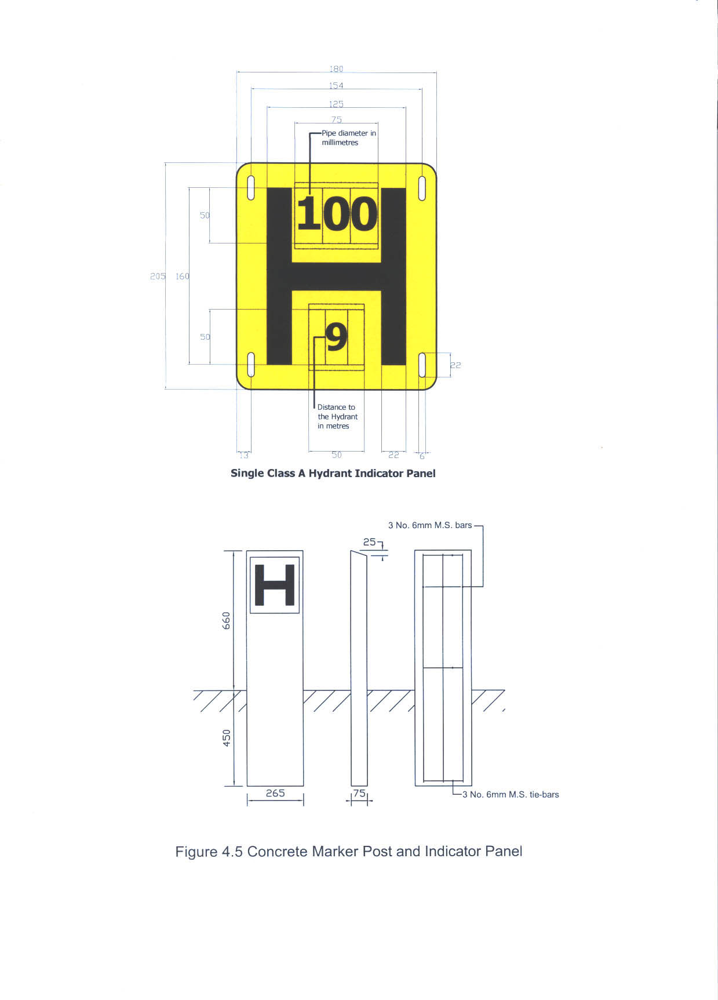 180
154
125
75
Pipe diameter in
millimetres
100
50
H
205
160
50
9
22
Distance to
the Hydrant
in metres
13
50
22
6
Single Class A Hydrant Indicator Panel
3 No. 6mm M.S. bars
25
H
660
450
265
75
3 No. 6mm M.S. tie-bars
Figure 4.5 Concrete Marker Post and Indicator Panel